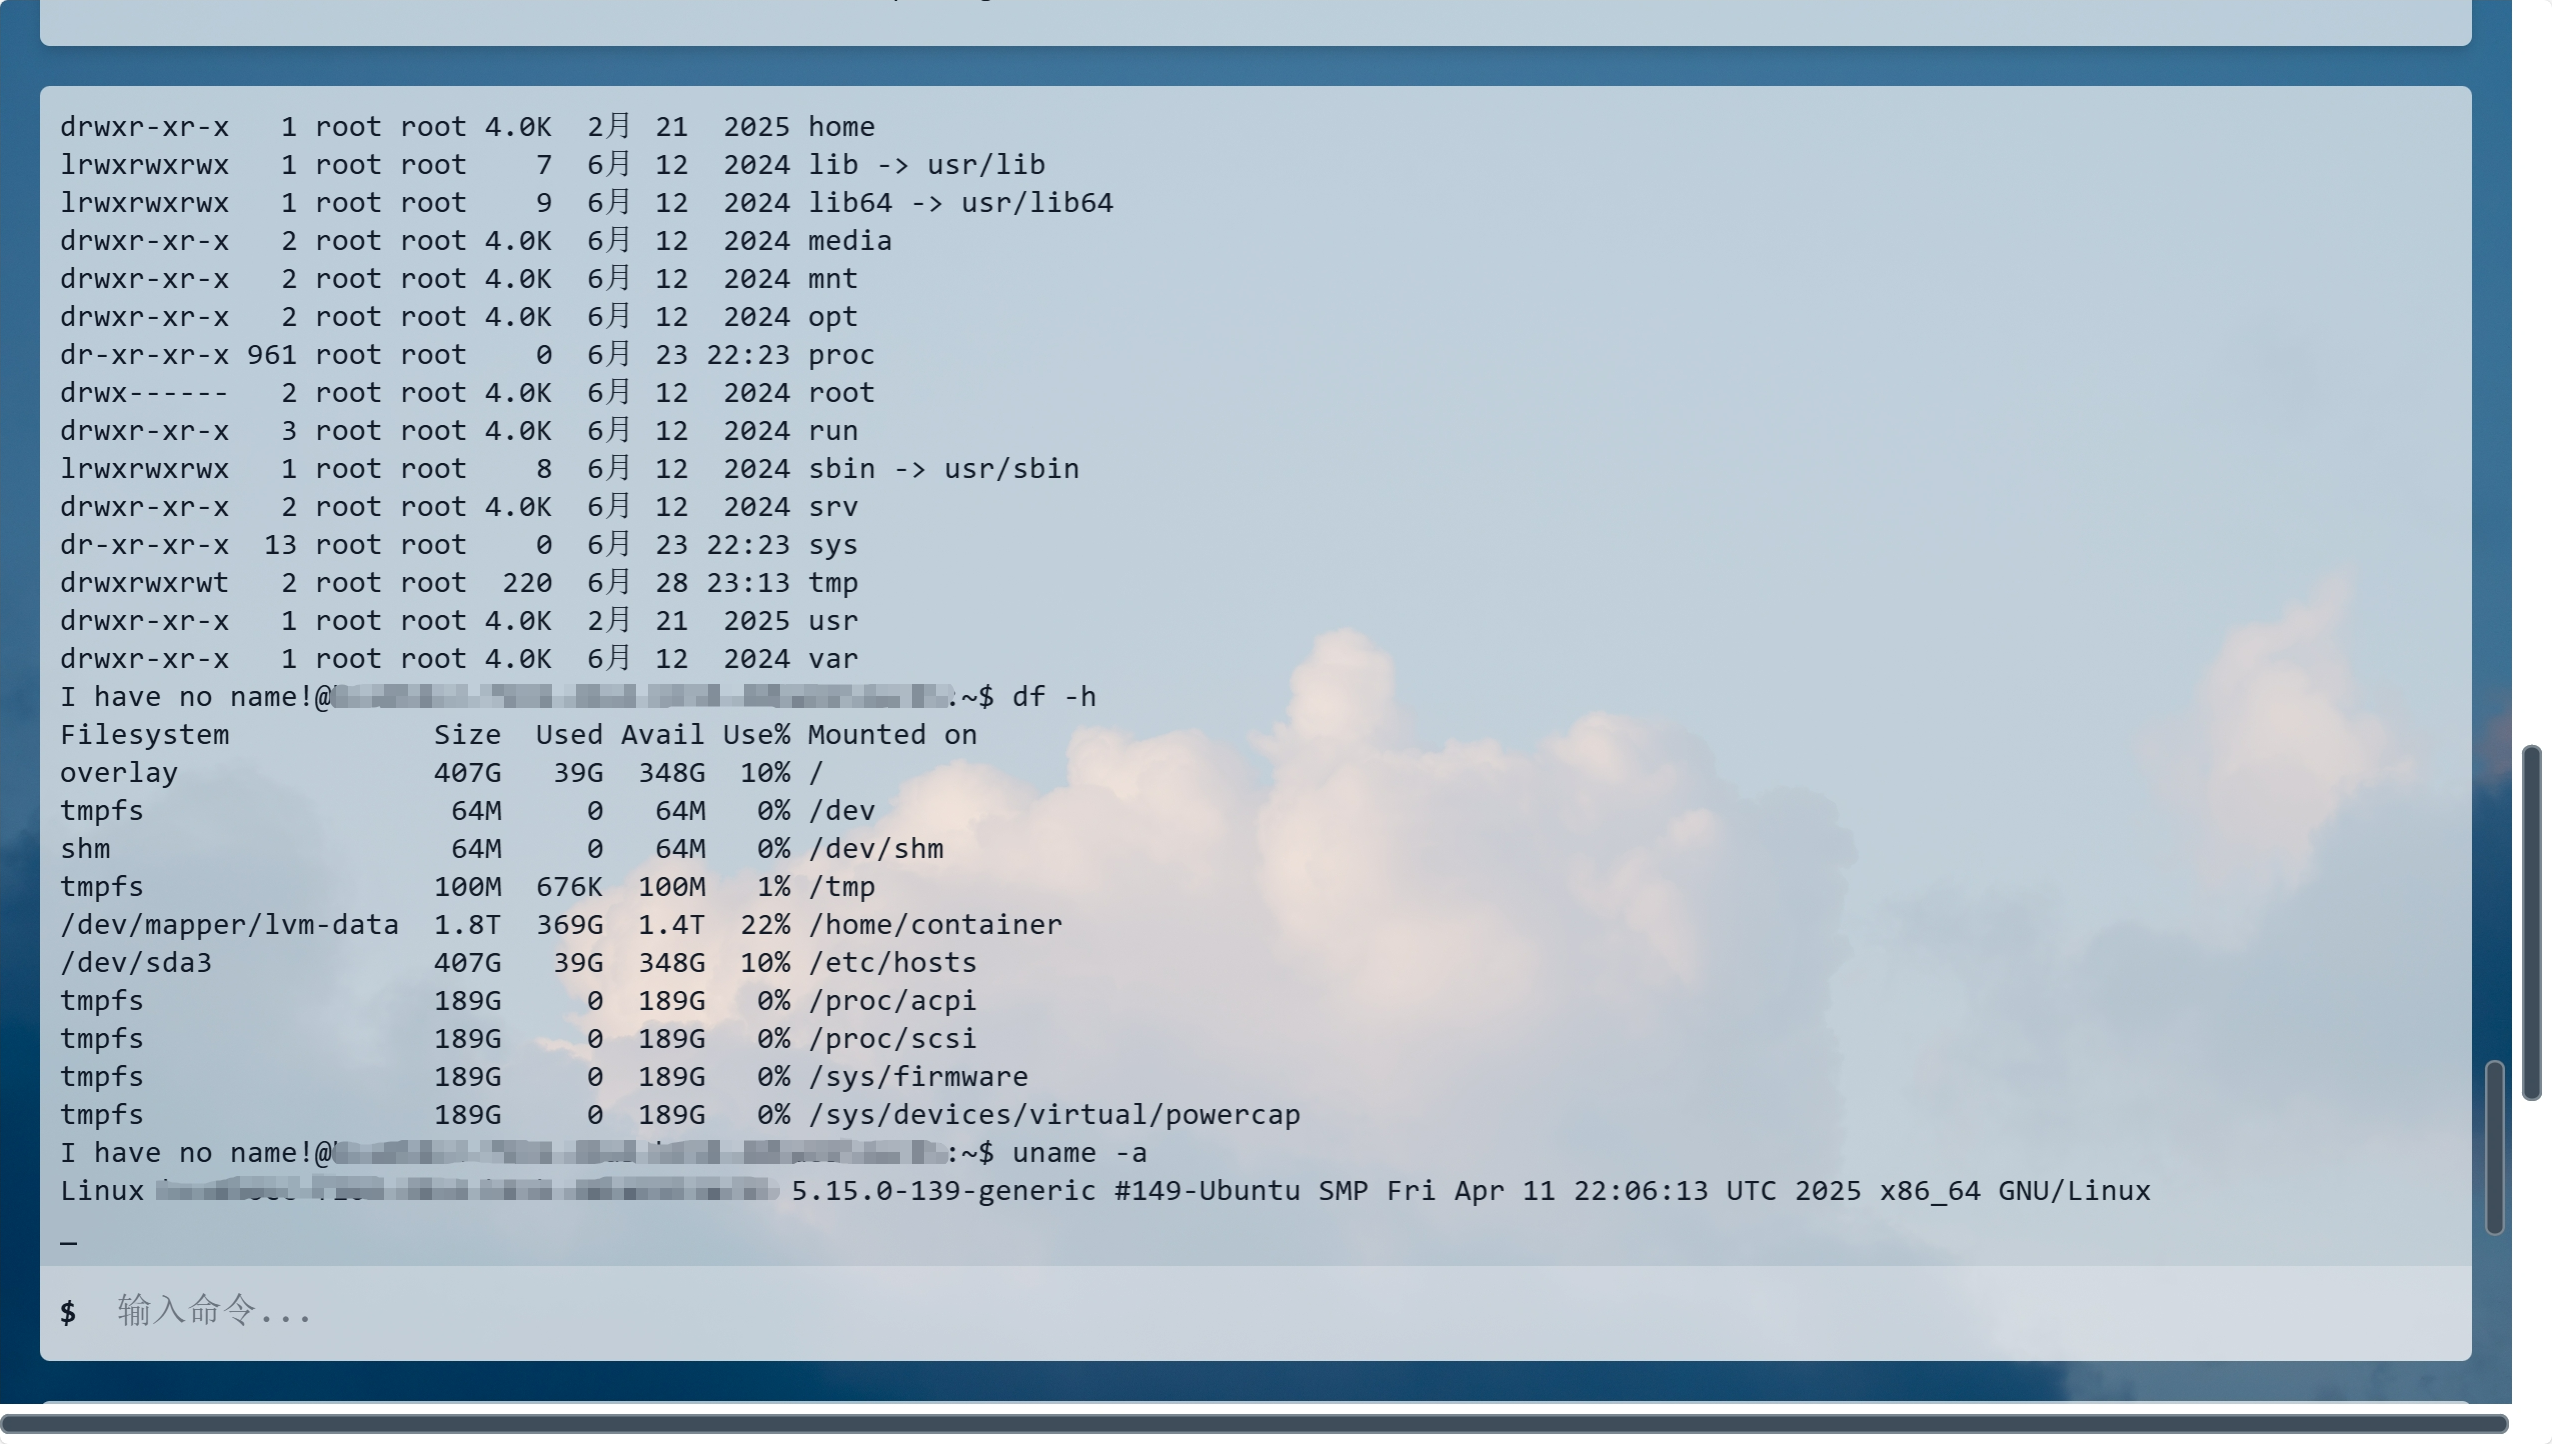 drwxr-xr-x   1 root root 4.0K  2月 21  2025 home
lrwxrwxrwx   1 root root    7  6月 12  2024 lib -> usr/lib
lrwxrwxrwx   1 root root    9  6月 12  2024 lib64 -> usr/lib64
drwxr-xr-x   2 root root 4.0K  6月 12  2024 media
drwxr-xr-x   2 root root 4.0K  6月 12  2024 mnt
drwxr-xr-x   2 root root 4.0K  6月 12  2024 opt
dr-xr-xr-x 961 root root    0  6月 23 22:23 proc
drwx------   2 root root 4.0K  6月 12  2024 root
drwxr-xr-x   3 root root 4.0K  6月 12  2024 run
lrwxrwxrwx   1 root root    8  6月 12  2024 sbin -> usr/sbin
drwxr-xr-x   2 root root 4.0K  6月 12  2024 srv
dr-xr-xr-x  13 root root    0  6月 23 22:23 sys
drwxrwxrwt   2 root root  220  6月 28 23:13 tmp
drwxr-xr-x   1 root root 4.0K  2月 21  2025 usr
drwxr-xr-x   1 root root 4.0K  6月 12  2024 var
I have no name!@ :~$ df -h
Filesystem            Size  Used Avail Use% Mounted on
overlay               407G   39G  348G  10% /
tmpfs                  64M     0   64M   0% /dev
shm                    64M     0   64M   0% /dev/shm
tmpfs                 100M  676K  100M   1% /tmp
/dev/mapper/lvm-data  1.8T  369G  1.4T  22% /home/container
/dev/sda3             407G   39G  348G  10% /etc/hosts
tmpfs                 189G     0  189G   0% /proc/acpi
tmpfs                 189G     0  189G   0% /proc/scsi
tmpfs                 189G     0  189G   0% /sys/firmware
tmpfs                 189G     0  189G   0% /sys/devices/virtual/powercap
I have no name!@ :~$ uname -a
Linux 5.15.0-139-generic #149-Ubuntu SMP Fri Apr 11 22:06:13 UTC 2025 x86_64 GNU/Linux
_
$ 输入命令...